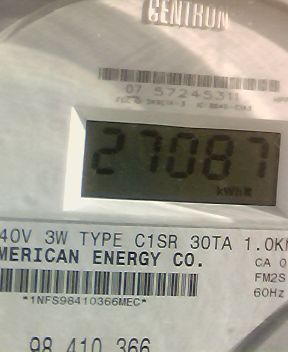 CENTRON
07 57245311
27087
kWh
40V 3W TYPE C1SR 30TA 1.0K
MERICAN ENERGY CO.
CA 0
FM2S
60Hz
*1NFS98410366MEC*
98 410 366